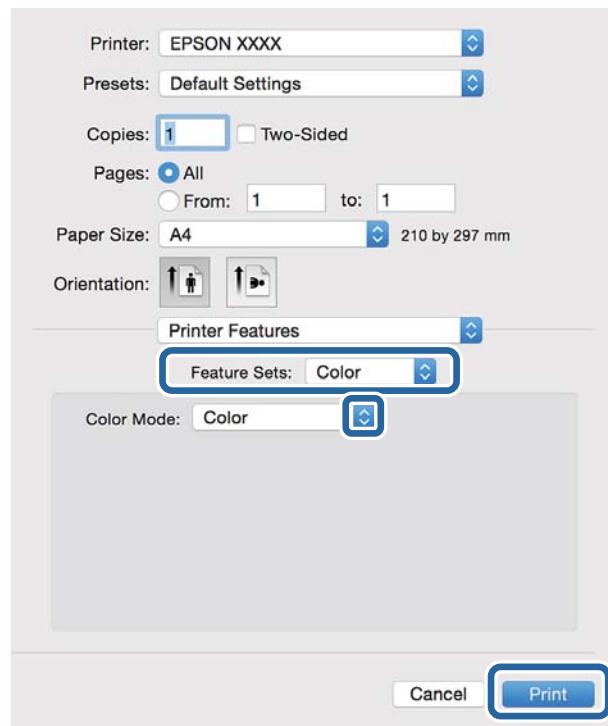 Printer: EPSON XXXX
Presets: Default Settings
Copies: 1 Two-Sided
Pages: All
From: 1 to: 1
Paper Size: A4 210 by 297 mm
Orientation:
Printer Features
Feature Sets: Color
Color Mode: Color
Cancel Print